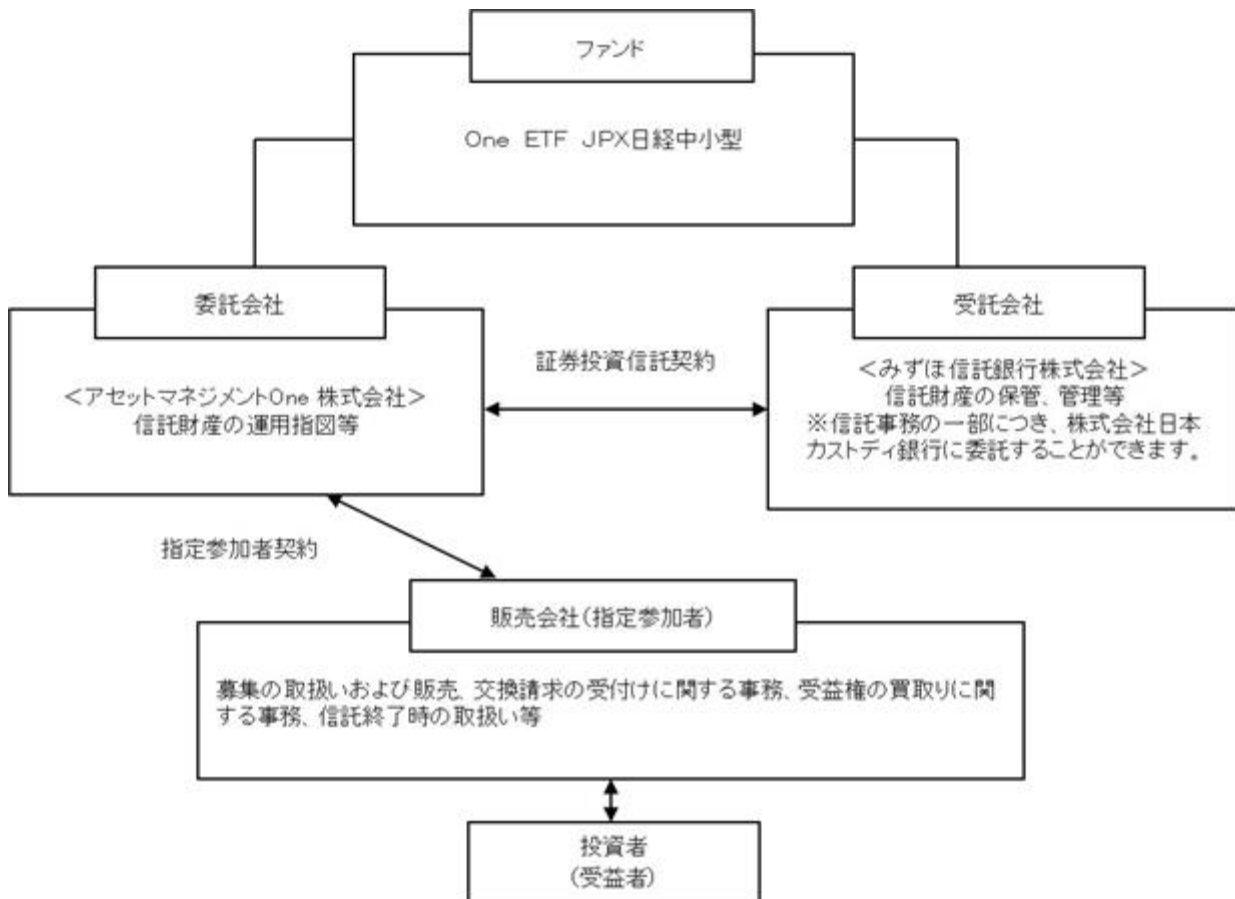 ファンド
One ETF JPX日経中小型
委託会社
<アセットマネジメントOne 株式会社>
信託財産の運用指図等
証券投資信託契約
受託会社
<みずほ信託銀行株式会社>
信託財産の保管、管理等
※信託事務の一部につき、株式会社日本
カストディ銀行に委託することができます。
指定参加者契約
販売会社(指定参加者)
募集の取扱いおよび販売、交換請求の受付けに関する事務、受益権の買取りに関
する事務、信託終了時の取扱い等
投資者
(受益者)